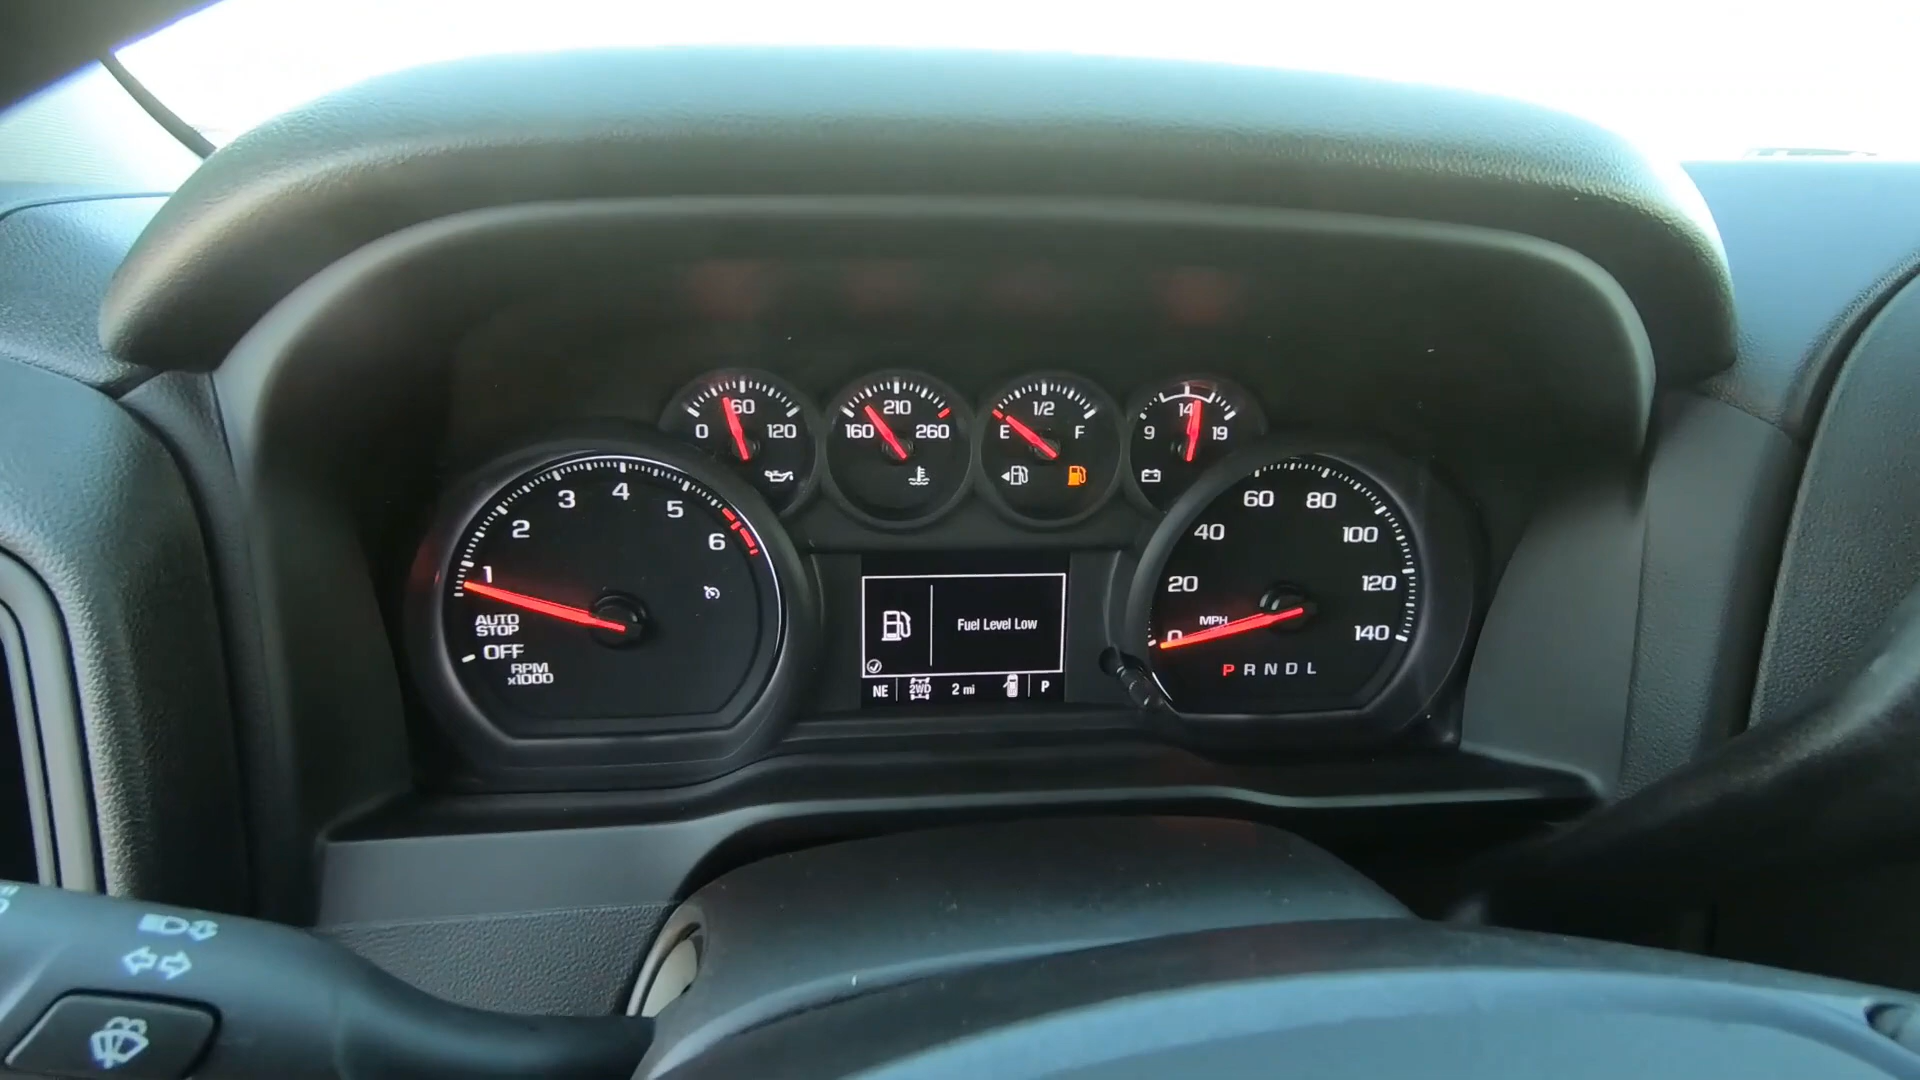 60
0 120
210
160 260
1/2
E F
14
9 19
1 2 3 4 5 6
AUTO
STOP
OFF
RPM
x1000
Fuel Level Low
NE 2WD 2 mi P
0 20 40 60 80 100 120 140
MPH
P R N D L